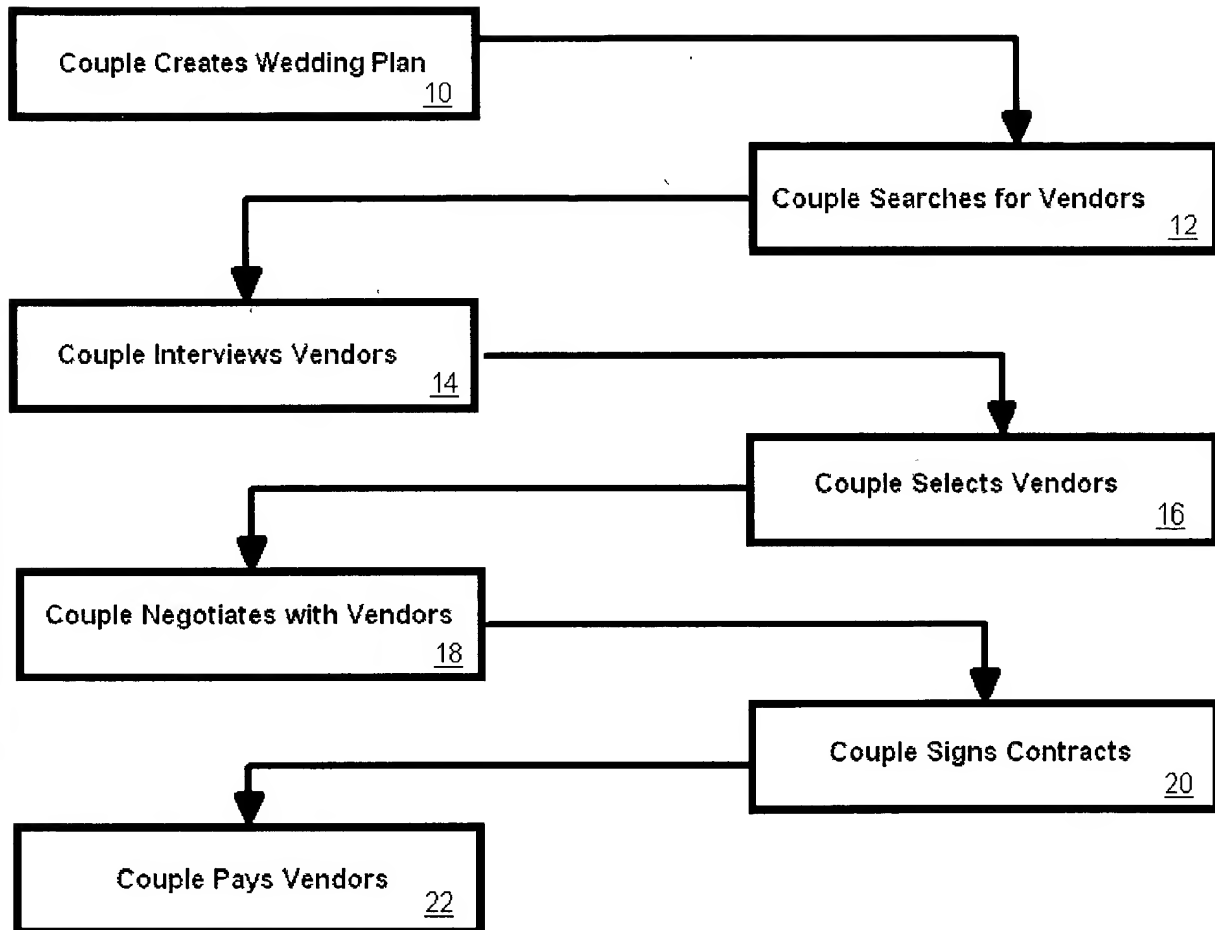 Couple Creates Wedding Plan
10
Couple Searches for Vendors
12
Couple Interviews Vendors
14
Couple Selects Vendors
16
Couple Negotiates with Vendors
18
Couple Signs Contracts
20
Couple Pays Vendors
22